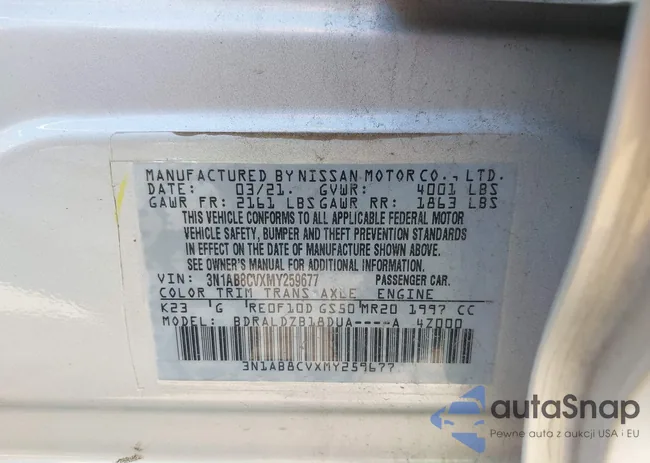 MANUFACTURED BY NISSAN MOTOR CO., LTD.
DATE: 03/21. GVWR: 4001 LBS
GAWR FR: 2161 LBS GAWR RR: 1863 LBS
THIS VEHICLE CONFORMS TO ALL APPLICABLE FEDERAL MOTOR
VEHICLE SAFETY, BUMPER AND THEFT PREVENTION STANDARDS
IN EFFECT ON THE DATE OF MANUFACTURE SHOWN ABOVE.
SEE OWNER'S MANUAL FOR ADDITIONAL INFORMATION.
VIN: 3N1AB8CVXMY259677 PASSENGER CAR.
COLOR TRIM TRANS AXLE ENGINE
K23 G RE0F10D GS50 MR20 1997 CC
MODEL: BDRALDZB18DUA----A 4Z000
3N1AB8CVXMY259677
autoSnap
Pewne auta z aukcji USA i EU